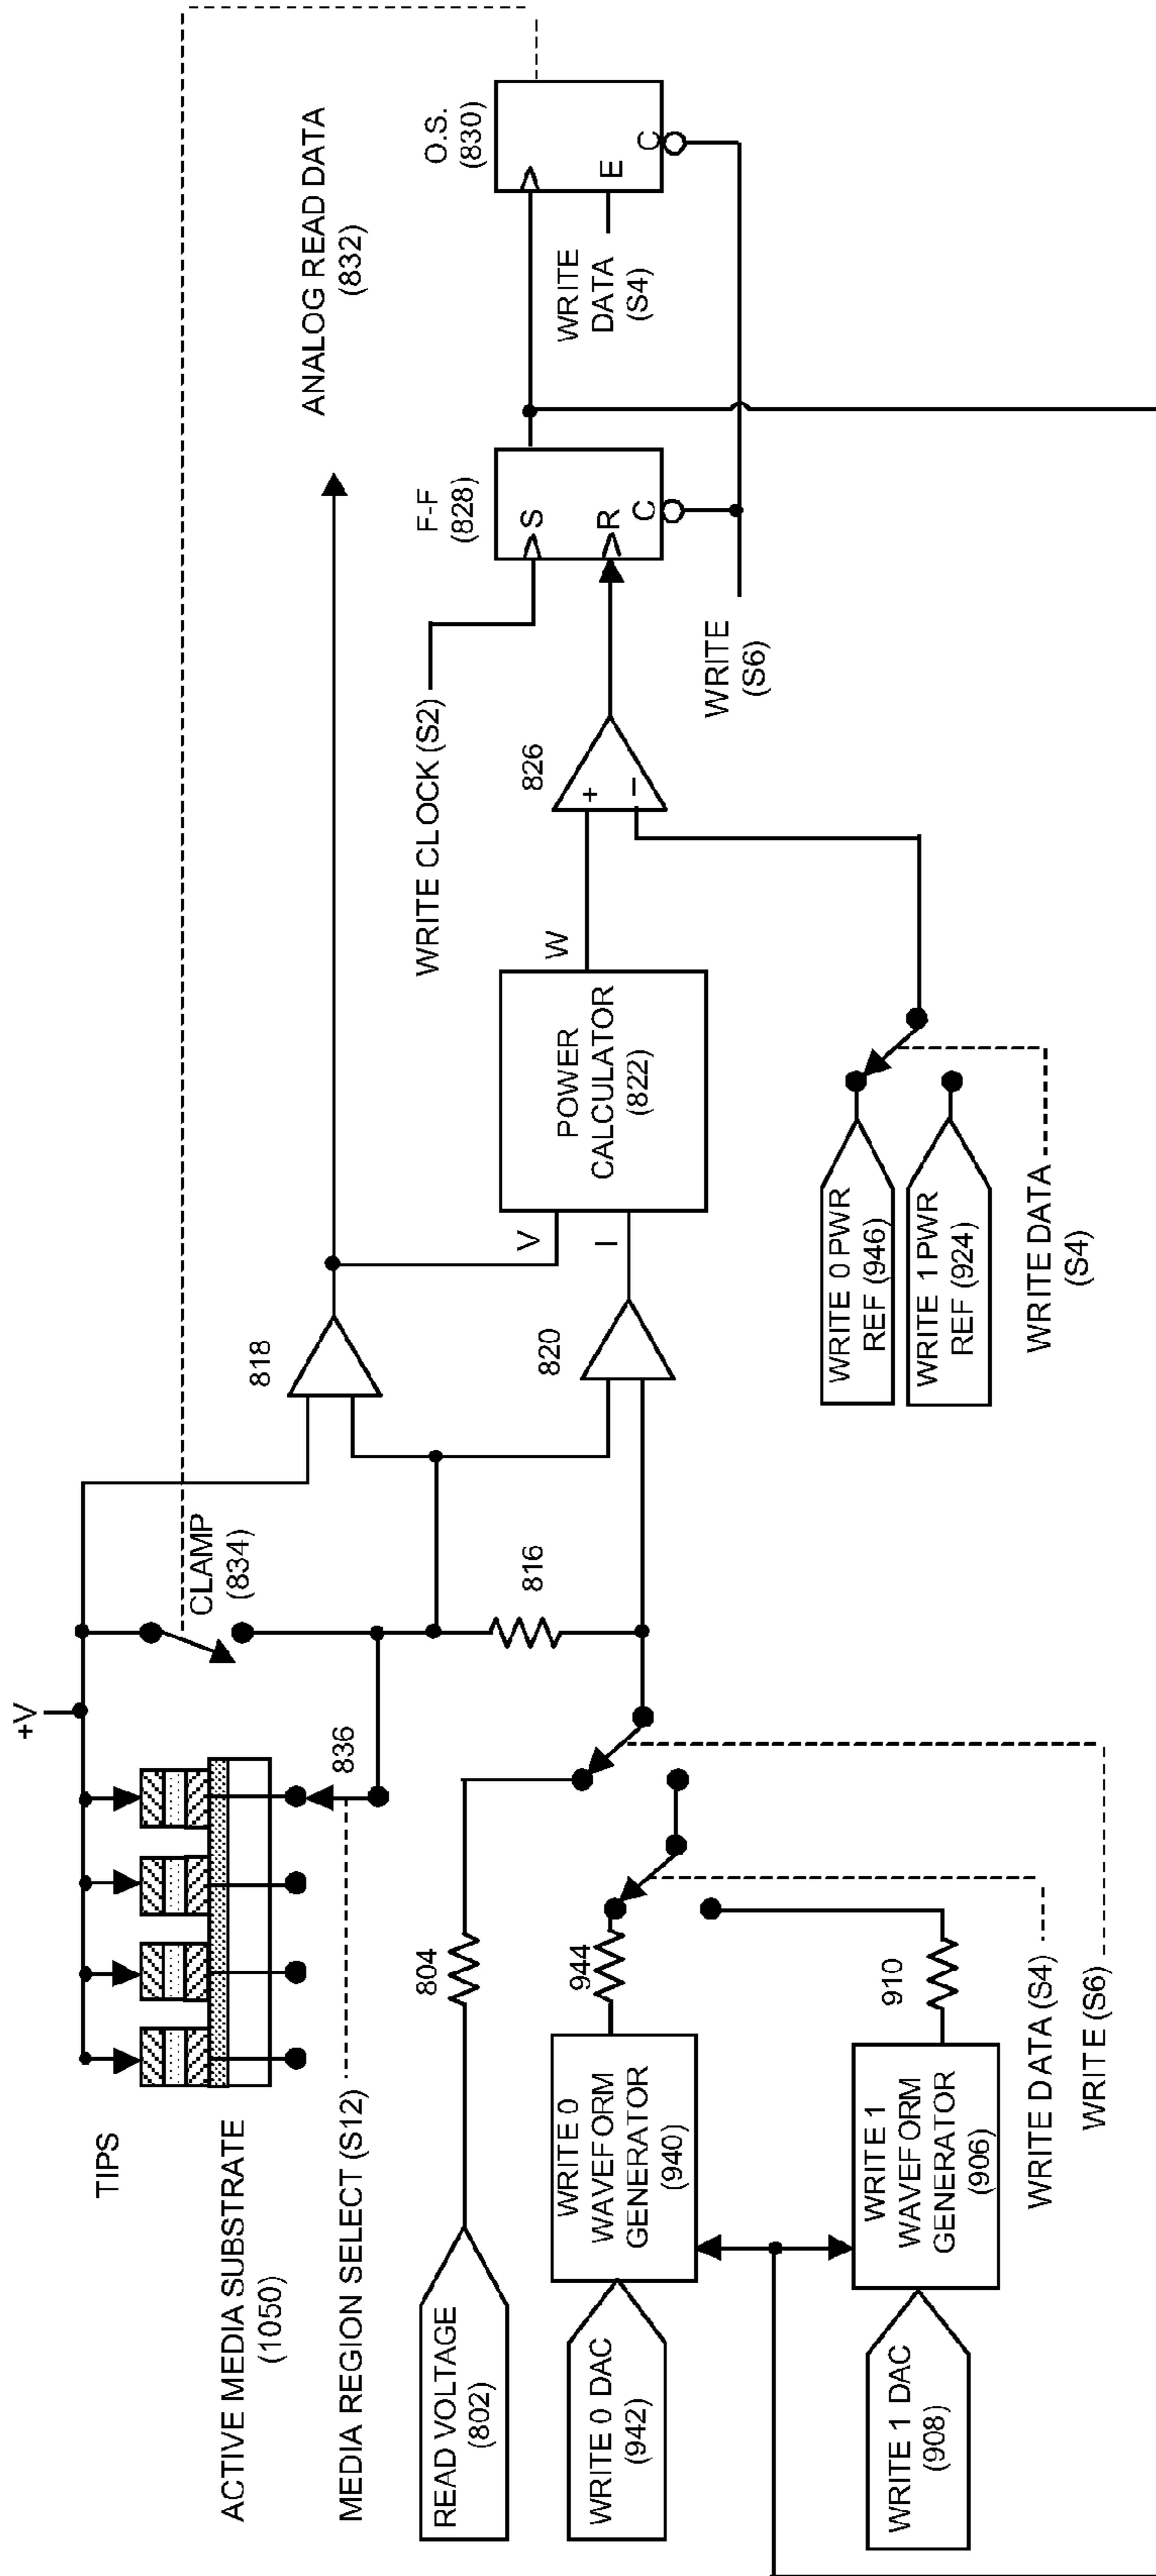 +V
TIPS
ACTIVE MEDIA SUBSTRATE
(1050)
MEDIA REGION SELECT (S12)
836
CLAMP
(834)
816
818
820
ANALOG READ DATA
(832)
READ VOLTAGE
(802)
804
WRITE 0 DAC
(942)
WRITE 0
WAVEFORM
GENERATOR
(940)
944
WRITE 1 DAC
(908)
WRITE 1
WAVEFORM
GENERATOR
(906)
910
WRITE DATA (S4)
WRITE (S6)
V
I
POWER
CALCULATOR
(822)
W
826
+
−
WRITE 0 PWR
REF (946)
WRITE 1 PWR
REF (924)
WRITE DATA
(S4)
WRITE CLOCK (S2)
F-F
(828)
S
R
C
WRITE
(S6)
O.S.
(830)
E
C
WRITE
DATA
(S4)